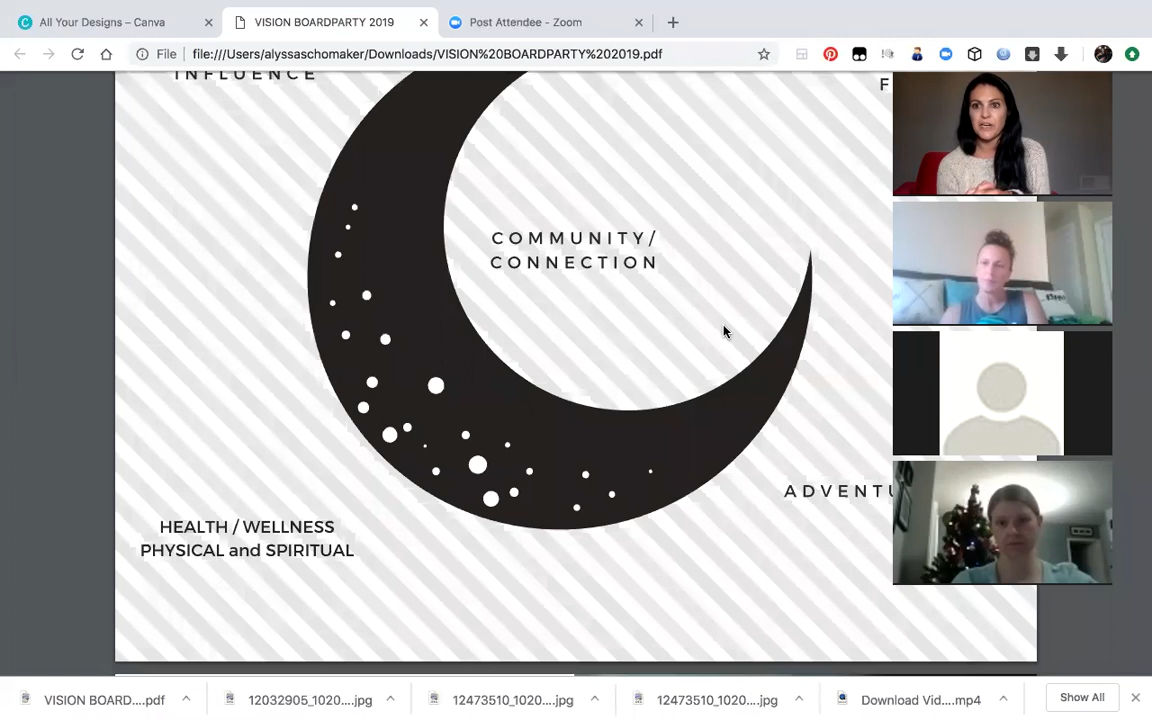 All Your Designs – Canva
VISION BOARDPARTY 2019
Post Attendee - Zoom
File
file:///Users/alyssaschomaker/Downloads/VISION%20BOARDPARTY%202019.pdf
INFLUENCE
F
COMMUNITY/
CONNECTION
ADVENTU
HEALTH / WELLNESS
PHYSICAL and SPIRITUAL
VISION BOARD....pdf
12032905_1020....jpg
12473510_1020....jpg
12473510_1020....jpg
Download Vid....mp4
Show All